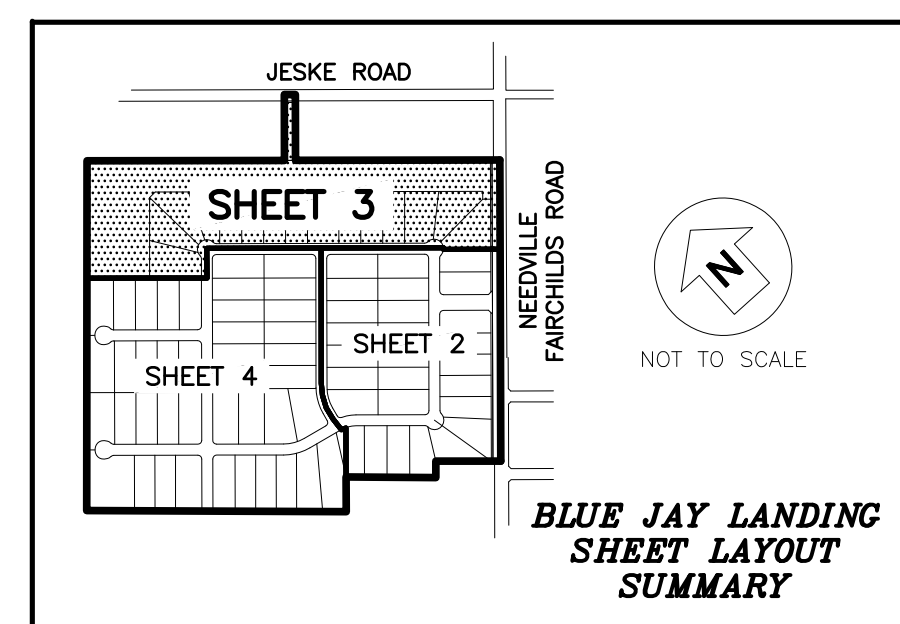 JESKE ROAD
SHEET 3
NEEDVILLE
FAIRCHILDS ROAD
N
NOT TO SCALE
SHEET 2
SHEET 4
BLUE JAY LANDING
SHEET LAYOUT
SUMMARY